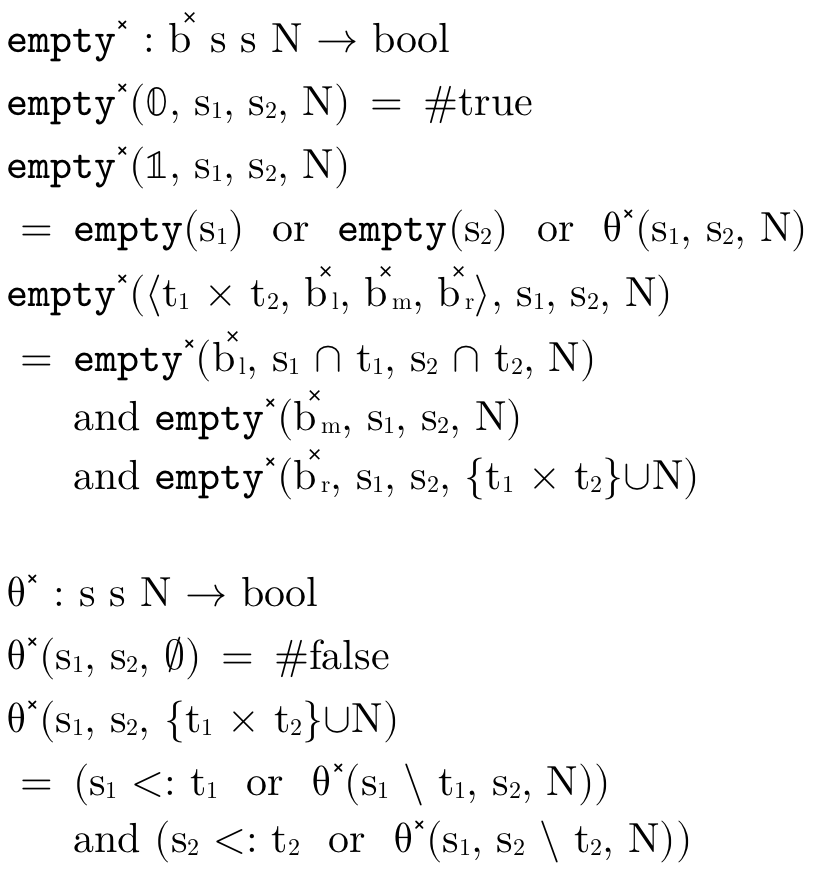 empty˟ : b˟ s s N → bool
empty˟(𝟘, s₁, s₂, N) = #true
empty˟(𝟙, s₁, s₂, N)
= empty(s₁) or empty(s₂) or θ˟(s₁, s₂, N)
empty˟(⟨t₁ × t₂, b˟ₗ, b˟ₘ, b˟ᵣ⟩, s₁, s₂, N)
= empty˟(b˟ₗ, s₁ ∩ t₁, s₂ ∩ t₂, N)
and empty˟(b˟ₘ, s₁, s₂, N)
and empty˟(b˟ᵣ, s₁, s₂, {t₁ × t₂}∪N)
θ˟ : s s N → bool
θ˟(s₁, s₂, ∅) = #false
θ˟(s₁, s₂, {t₁ × t₂}∪N)
= (s₁ <: t₁ or θ˟(s₁ \ t₁, s₂, N))
and (s₂ <: t₂ or θ˟(s₁, s₂ \ t₂, N))